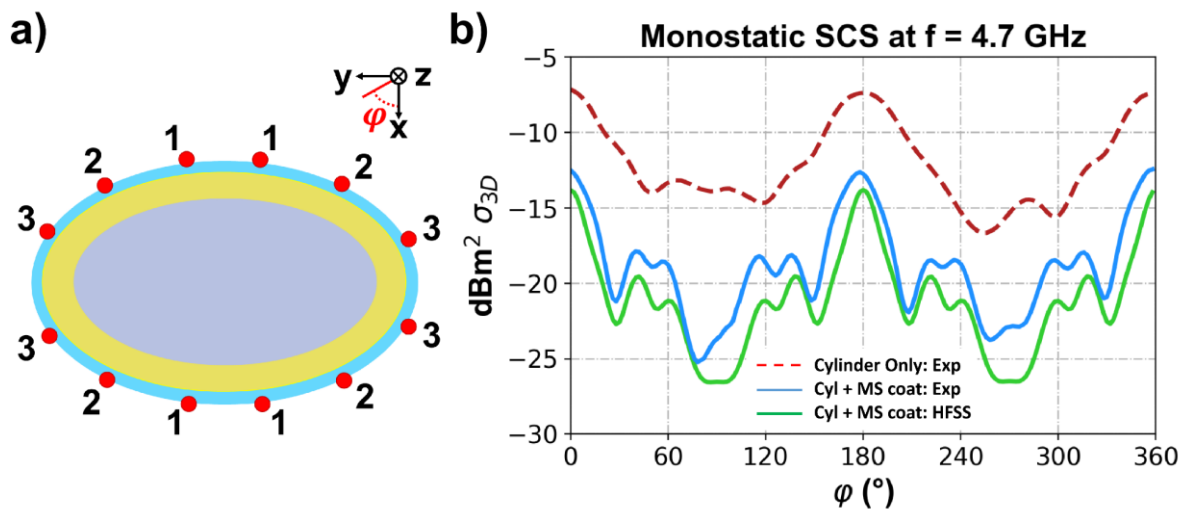 a)
y
z
φ
x
1
1
2
2
3
3
3
3
2
2
1
1
b)
Monostatic SCS at f = 4.7 GHz
dBm² σ₃D
−5
−10
−15
−20
−25
−30
Cylinder Only: Exp
Cyl + MS coat: Exp
Cyl + MS coat: HFSS
0
60
120
180
240
300
360
φ (°)